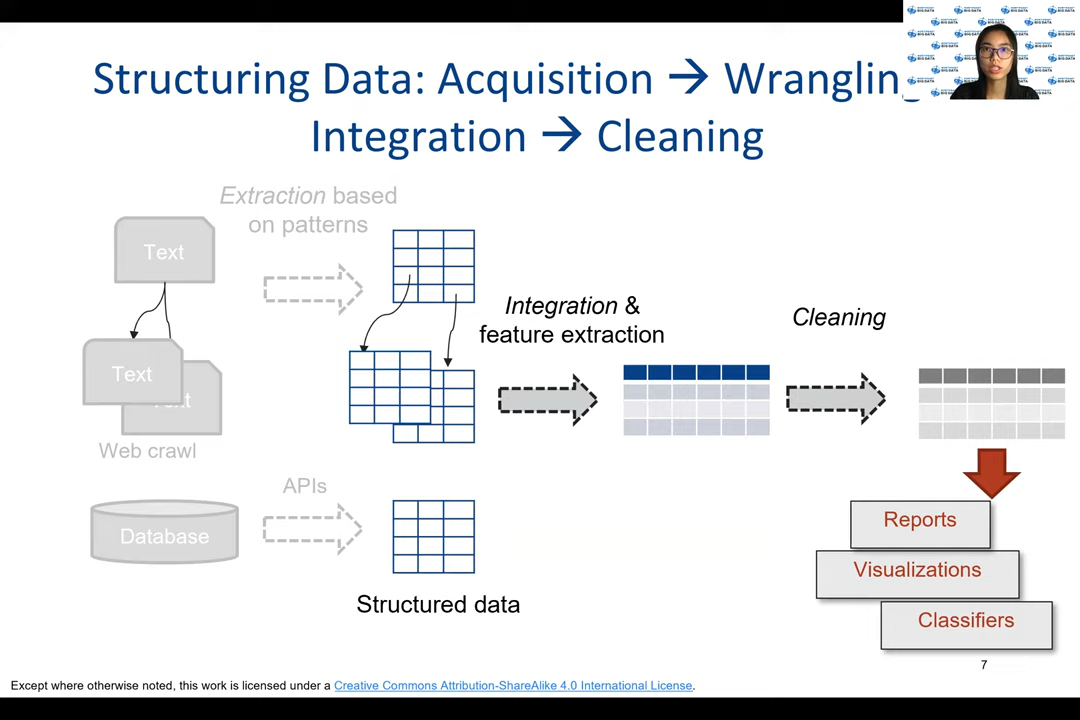 Structuring Data: Acquisition → Wrangling
Integration → Cleaning
Extraction based
on patterns
Text
Text
Text
Web crawl
APIs
Database
Structured data
Integration &
feature extraction
Cleaning
Reports
Visualizations
Classifiers
7
Except where otherwise noted, this work is licensed under a Creative Commons Attribution-ShareAlike 4.0 International License.